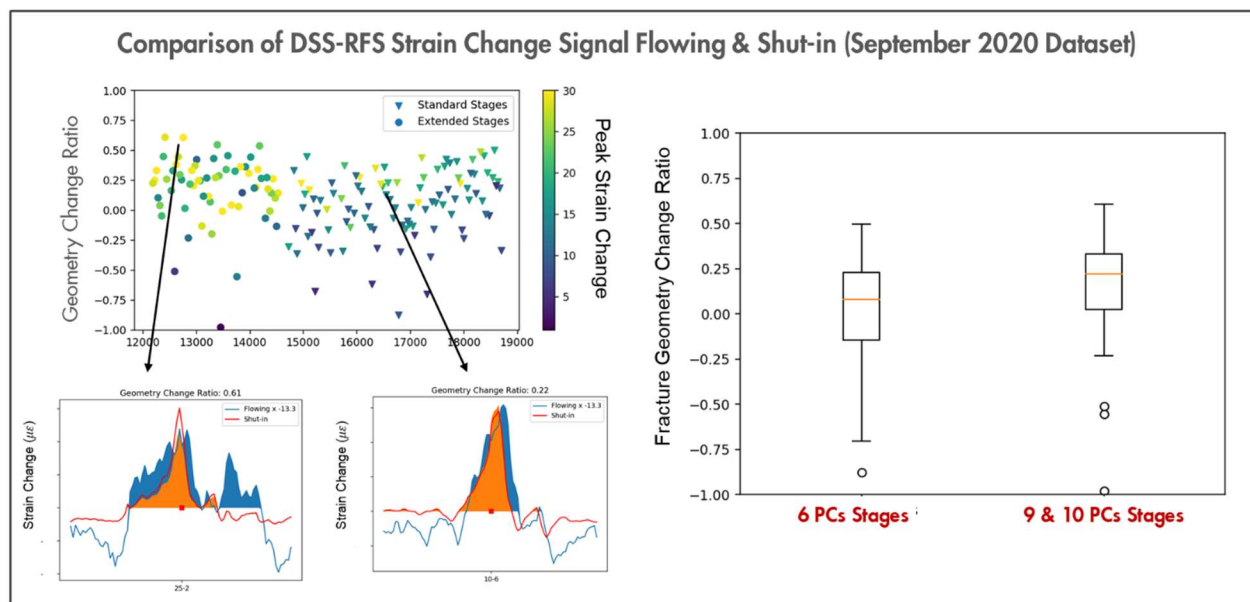 Comparison of DSS-RFS Strain Change Signal Flowing & Shut-in (September 2020 Dataset)
Geometry Change Ratio
1.00
0.75
0.50
0.25
0.00
−0.25
−0.50
−0.75
−1.00
12000 13000 14000 15000 16000 17000 18000 19000
Standard Stages
Extended Stages
30
25
20
15
10
5
Peak Strain Change
Geometry Change Ratio: 0.61
Flowing x -13.3
Shut-in
Strain Change (με)
25-2
Geometry Change Ratio: 0.22
Flowing x -13.3
Shut-in
Strain Change (με)
10-6
Fracture Geometry Change Ratio
1.00
0.75
0.50
0.25
0.00
−0.25
−0.50
−0.75
−1.00
6 PCs Stages
9 & 10 PCs Stages